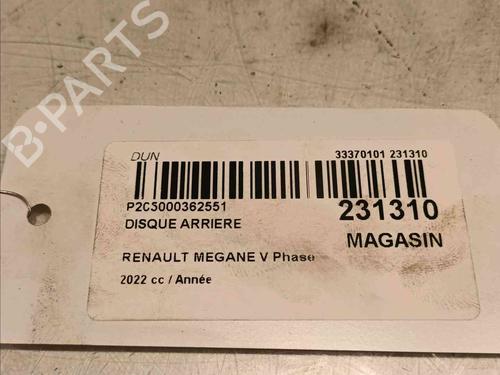 B-PARTS
DUN 33370101 231310
P2C5000362551 231310
DISQUE ARRIERE
MAGASIN
RENAULT MEGANE V Phase
2022 cc / Année